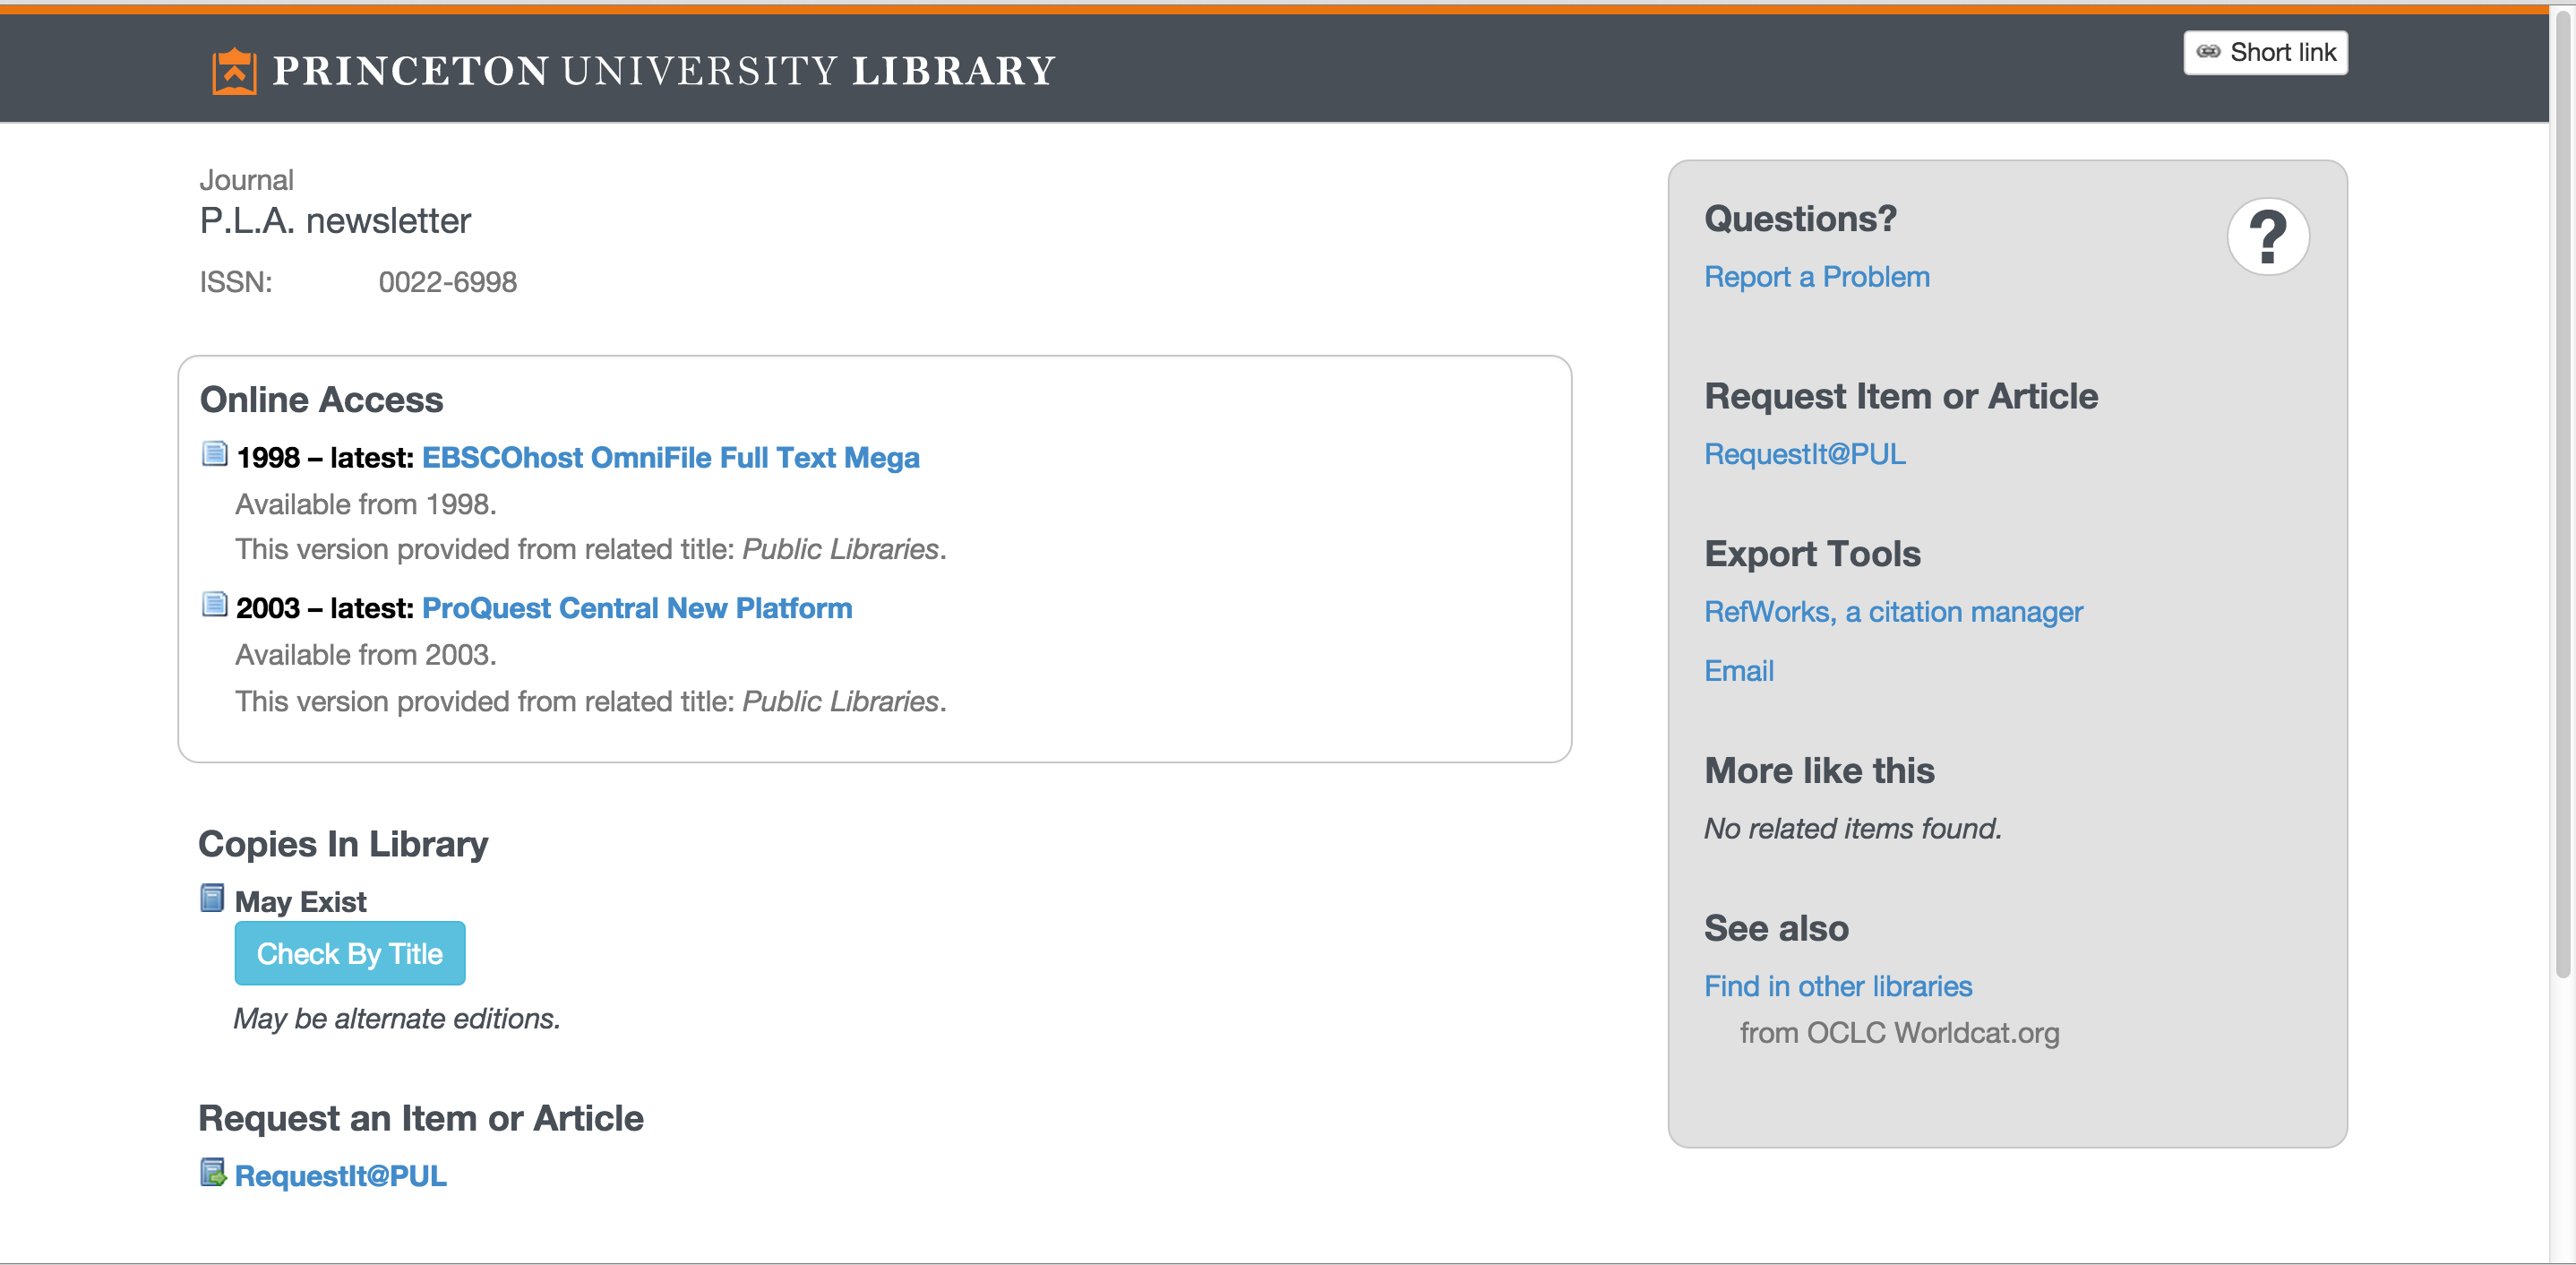 PRINCETON UNIVERSITY LIBRARY
Short link
Journal
P.L.A. newsletter
ISSN: 0022-6998
Online Access
1998 – latest: EBSCOhost OmniFile Full Text Mega
Available from 1998.
This version provided from related title: Public Libraries.
2003 – latest: ProQuest Central New Platform
Available from 2003.
This version provided from related title: Public Libraries.
Copies In Library
May Exist
Check By Title
May be alternate editions.
Request an Item or Article
RequestIt@PUL
Questions?
?
Report a Problem
Request Item or Article
RequestIt@PUL
Export Tools
RefWorks, a citation manager
Email
More like this
No related items found.
See also
Find in other libraries
from OCLC Worldcat.org